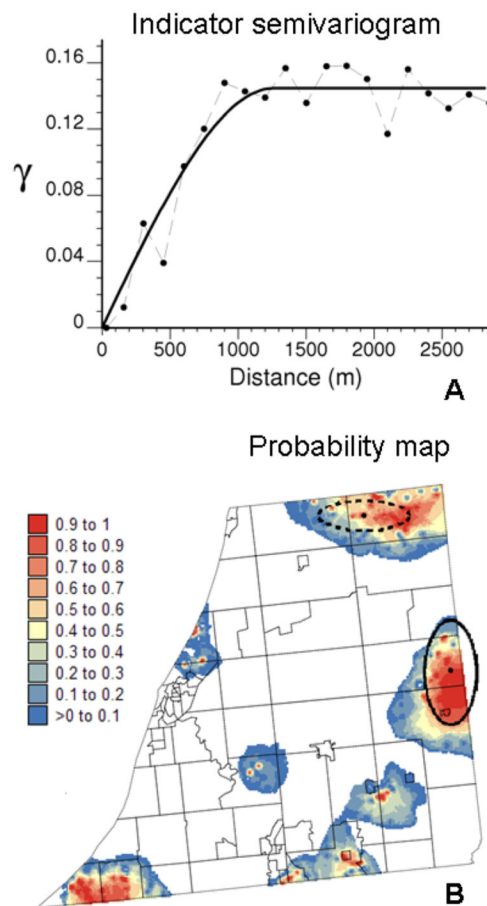 Indicator semivariogram
0.16
0.12
0.08
0.04
0
γ
0 500 1000 1500 2000 2500
Distance (m)
A
Probability map
0.9 to 1
0.8 to 0.9
0.7 to 0.8
0.6 to 0.7
0.5 to 0.6
0.4 to 0.5
0.3 to 0.4
0.2 to 0.3
0.1 to 0.2
>0 to 0.1
B